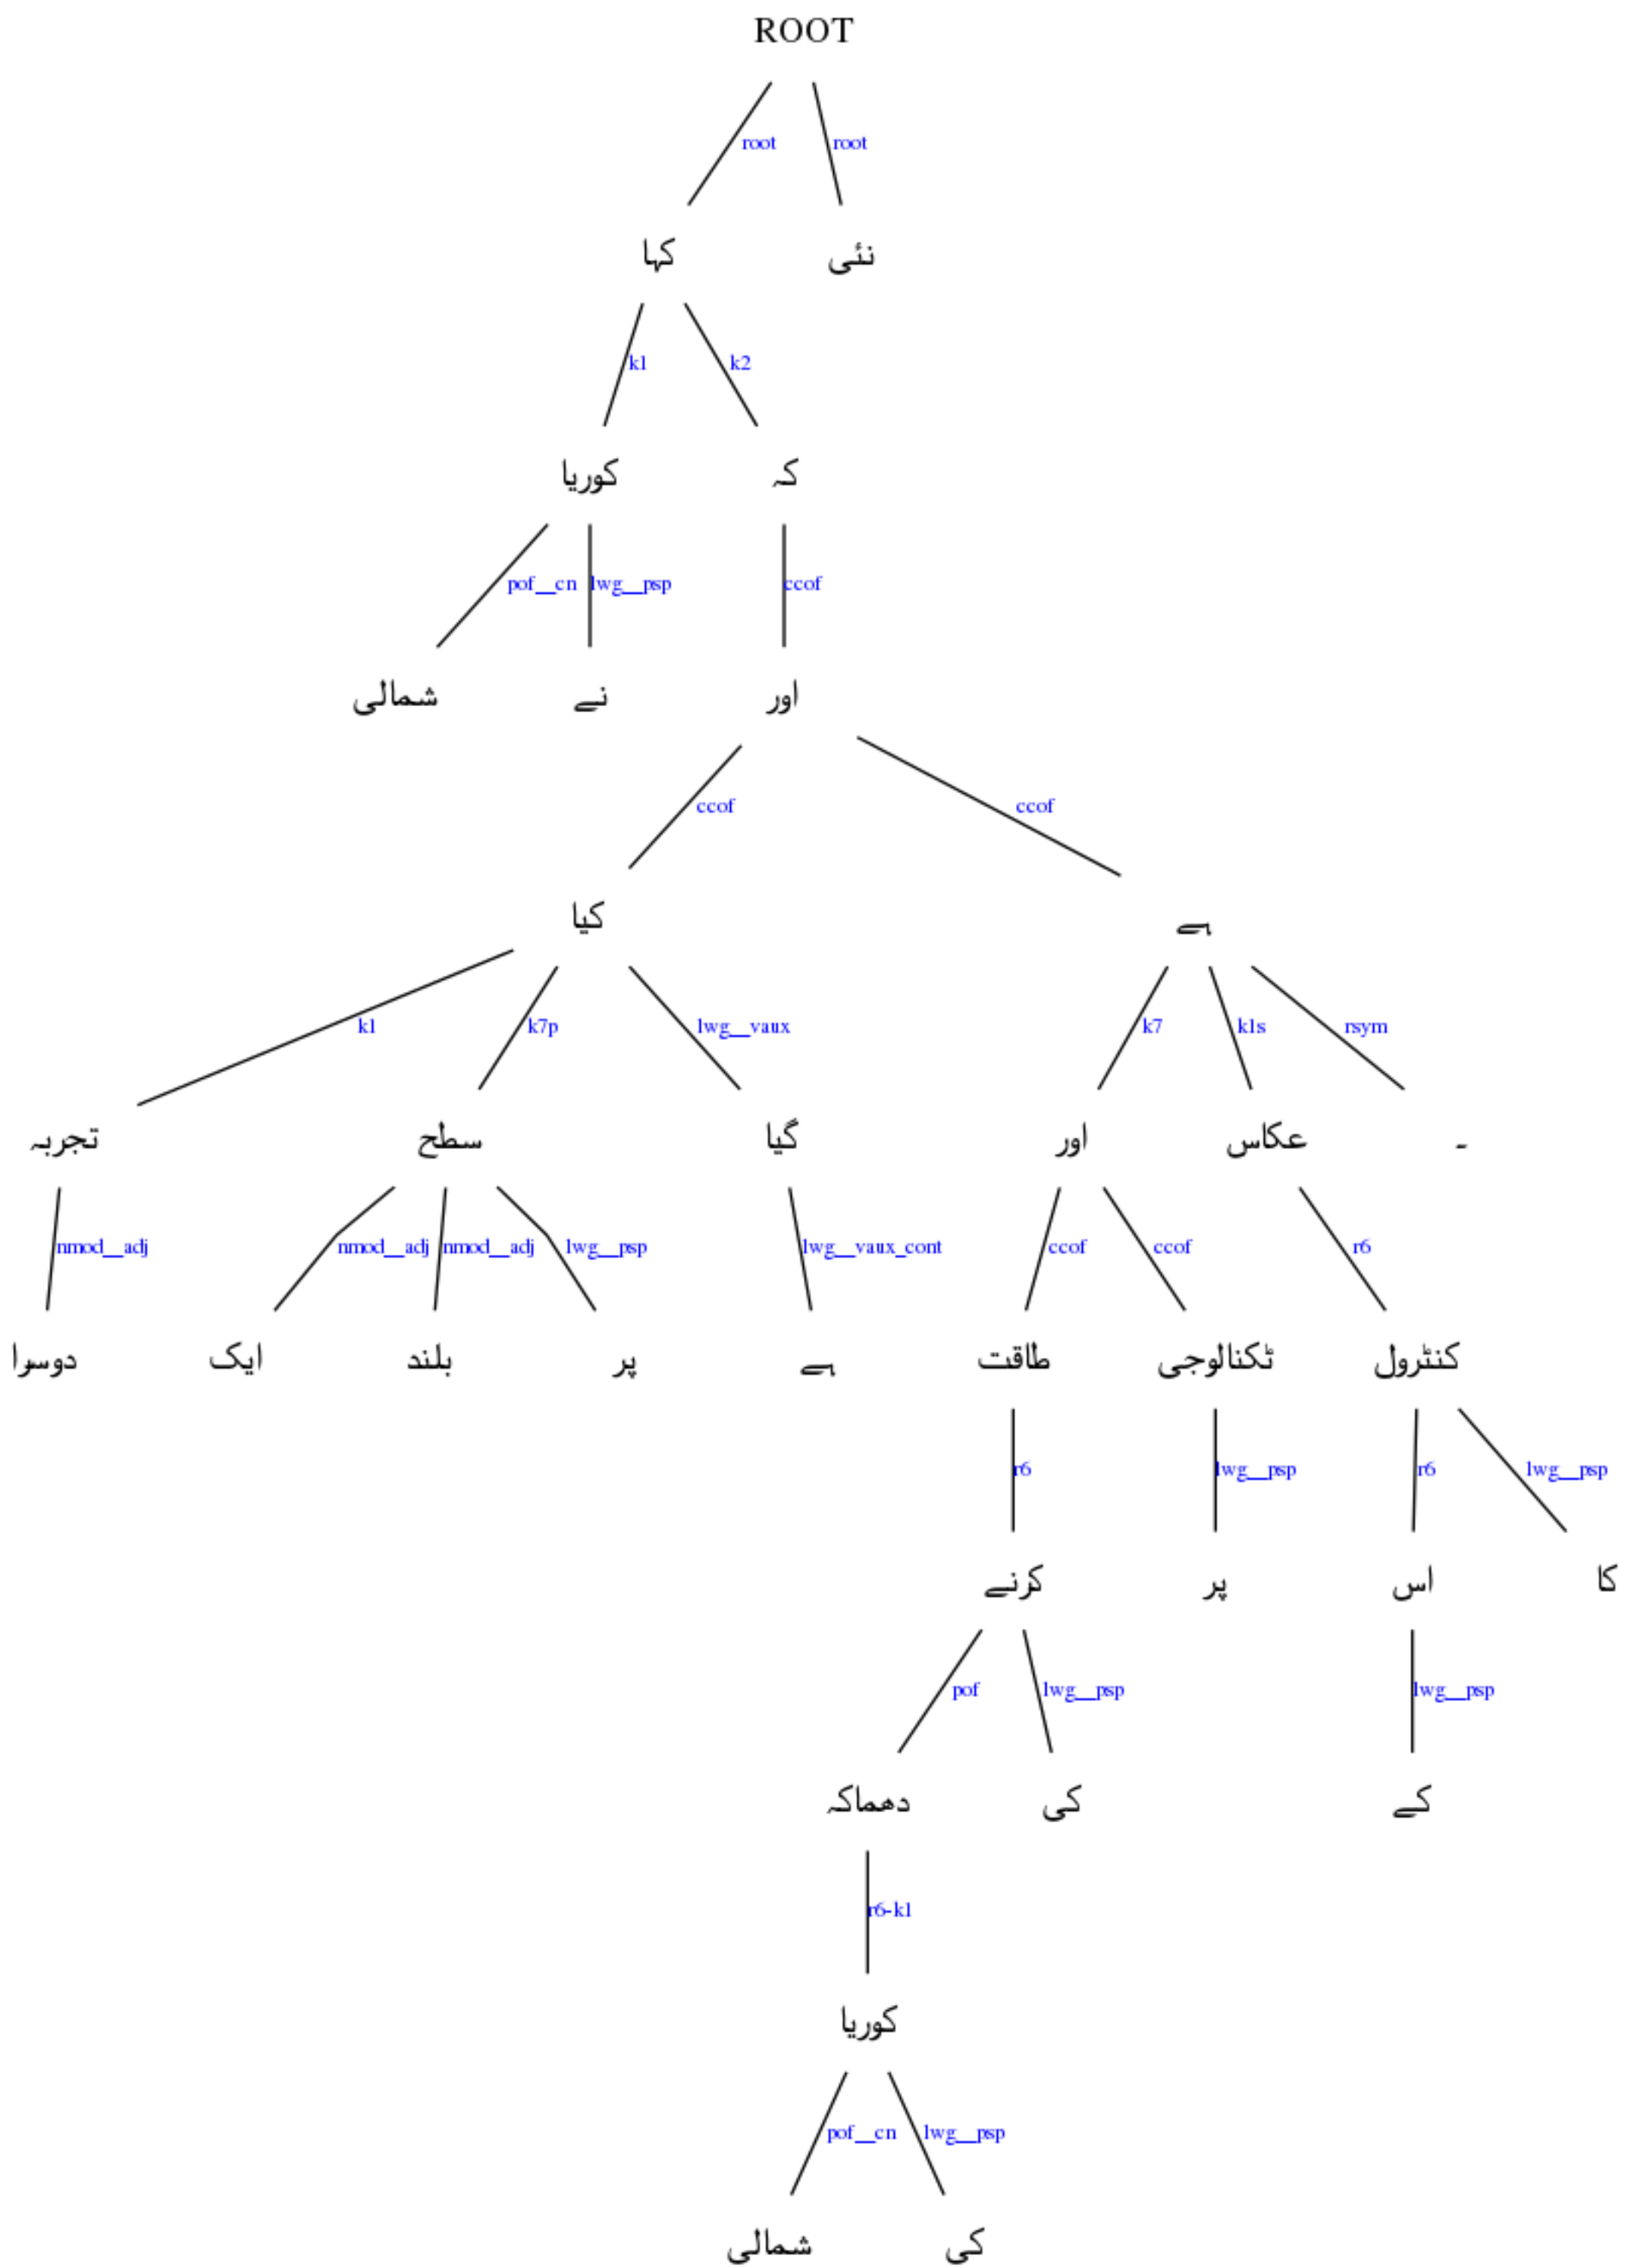 ROOT
root root
کہا نئی
k1 k2
کوریا کہ
pof__cn lwg__psp ccof
شمالی نے اور
ccof ccof
کیا ہے
k1 k7p lwg__vaux k7 k1s rsym
تجربہ سطح گیا اور عکاس ۔
nmod__adj nmod__adj nmod__adj lwg__psp lwg__vaux_cont ccof ccof r6
دوسرا ایک بلند پر ہے طاقت ٹکنالوجی کنٹرول
r6 lwg__psp r6 lwg__psp
کرنے پر اس کا
pof lwg__psp lwg__psp
دھماکہ کی کے
r6-k1
کوریا
pof__cn lwg__psp
شمالی کی